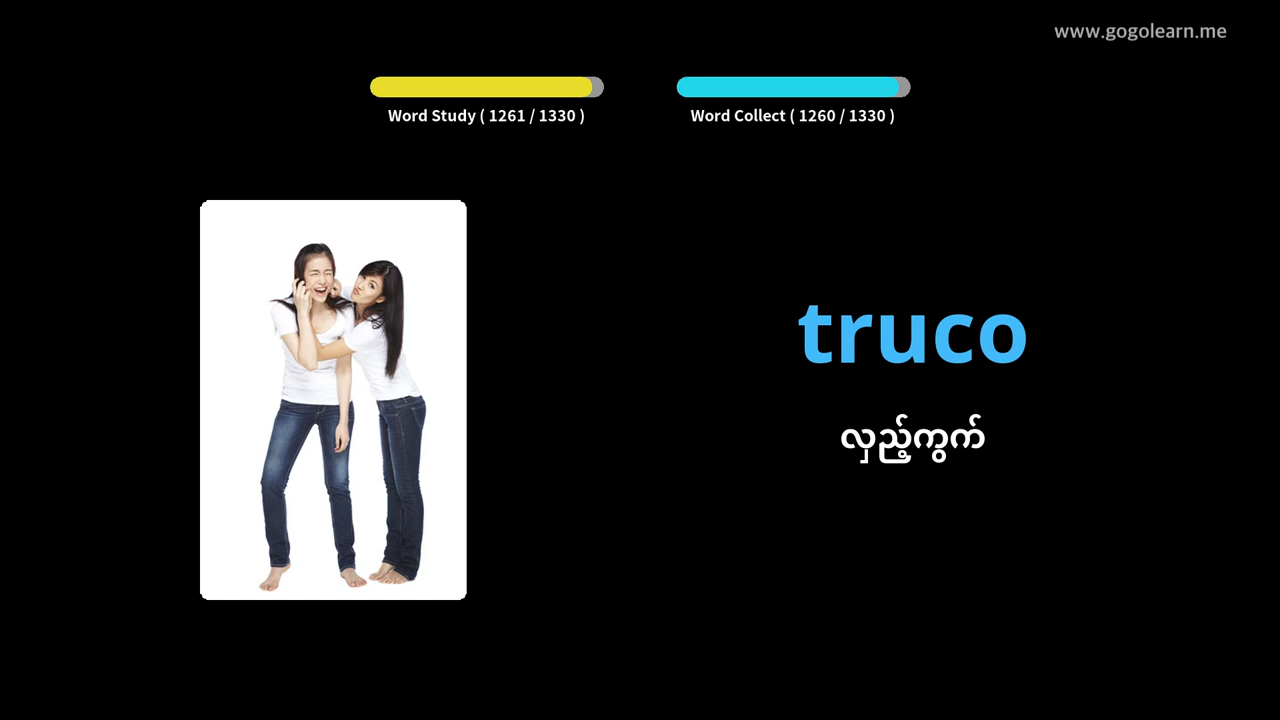 www.gogolearn.me
Word Study ( 1261 / 1330 )
Word Collect ( 1260 / 1330 )
truco
လှည့်ကွက်